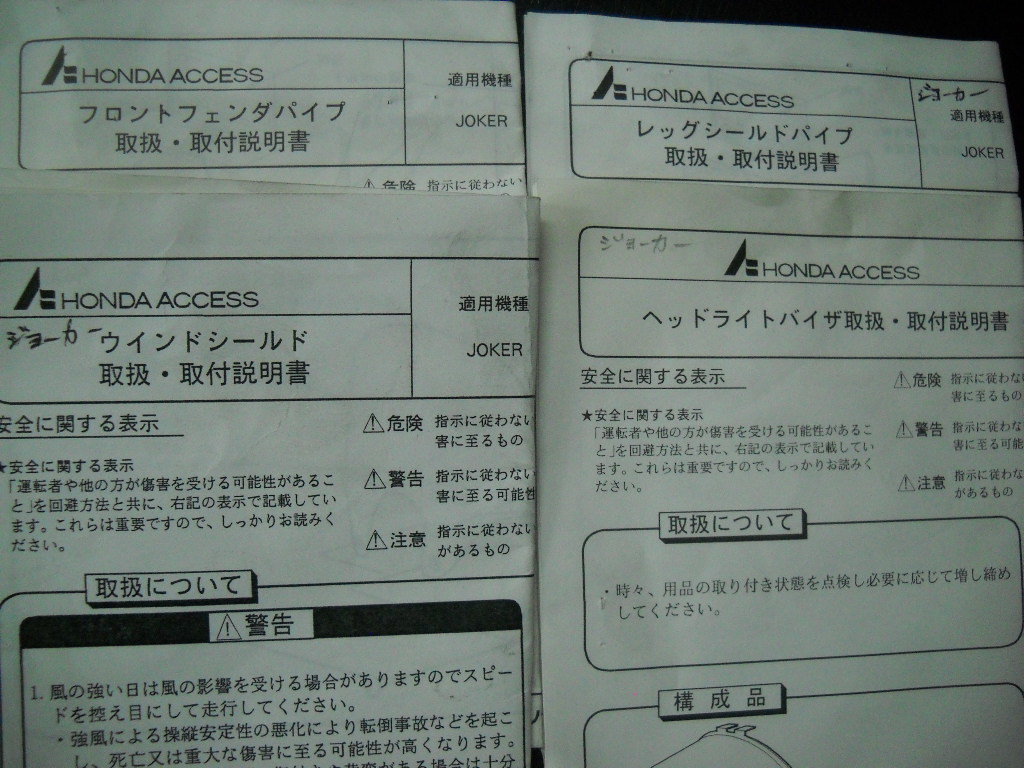 HONDA ACCESS
フロントフェンダパイプ
取扱・取付説明書
適用機種
JOKER
危険 指示に従わない
HONDA ACCESS
レッグシールドパイプ
取扱・取付説明書
ジョーカー
適用機種
JOKER
HONDA ACCESS
ジョーカー ウインドシールド
取扱・取付説明書
適用機種
JOKER
安全に関する表示
★安全に関する表示
「運転者や他の方が傷害を受ける可能性があるこ
と」を回避方法と共に、右記の表示で記載してい
ます。これらは重要ですので、しっかりお読みく
ださい。
⚠危険 指示に従わない
害に至るもの
⚠警告 指示に従わない
害に至る可能性
⚠注意 指示に従わない
があるもの
取扱について
⚠警告
1. 風の強い日は風の影響を受ける場合がありますのでスピー
ドを控え目にして走行してください。
・強風による操縦安定性の悪化により転倒事故などを起こ
し、死亡又は重大な傷害に至る可能性が高くなります。
ジョーカー
HONDA ACCESS
ヘッドライトバイザ取扱・取付説明書
安全に関する表示
★安全に関する表示
「運転者や他の方が傷害を受ける可能性があるこ
と」を回避方法と共に、右記の表示で記載してい
ます。これらは重要ですので、しっかりお読みく
ださい。
⚠危険 指示に従わな
害に至るもの
⚠警告 指示に従わな
害に至る可能
⚠注意 指示に従わな
があるもの
取扱について
・時々、用品の取り付き状態を点検し必要に応じて増し締め
してください。
構成品